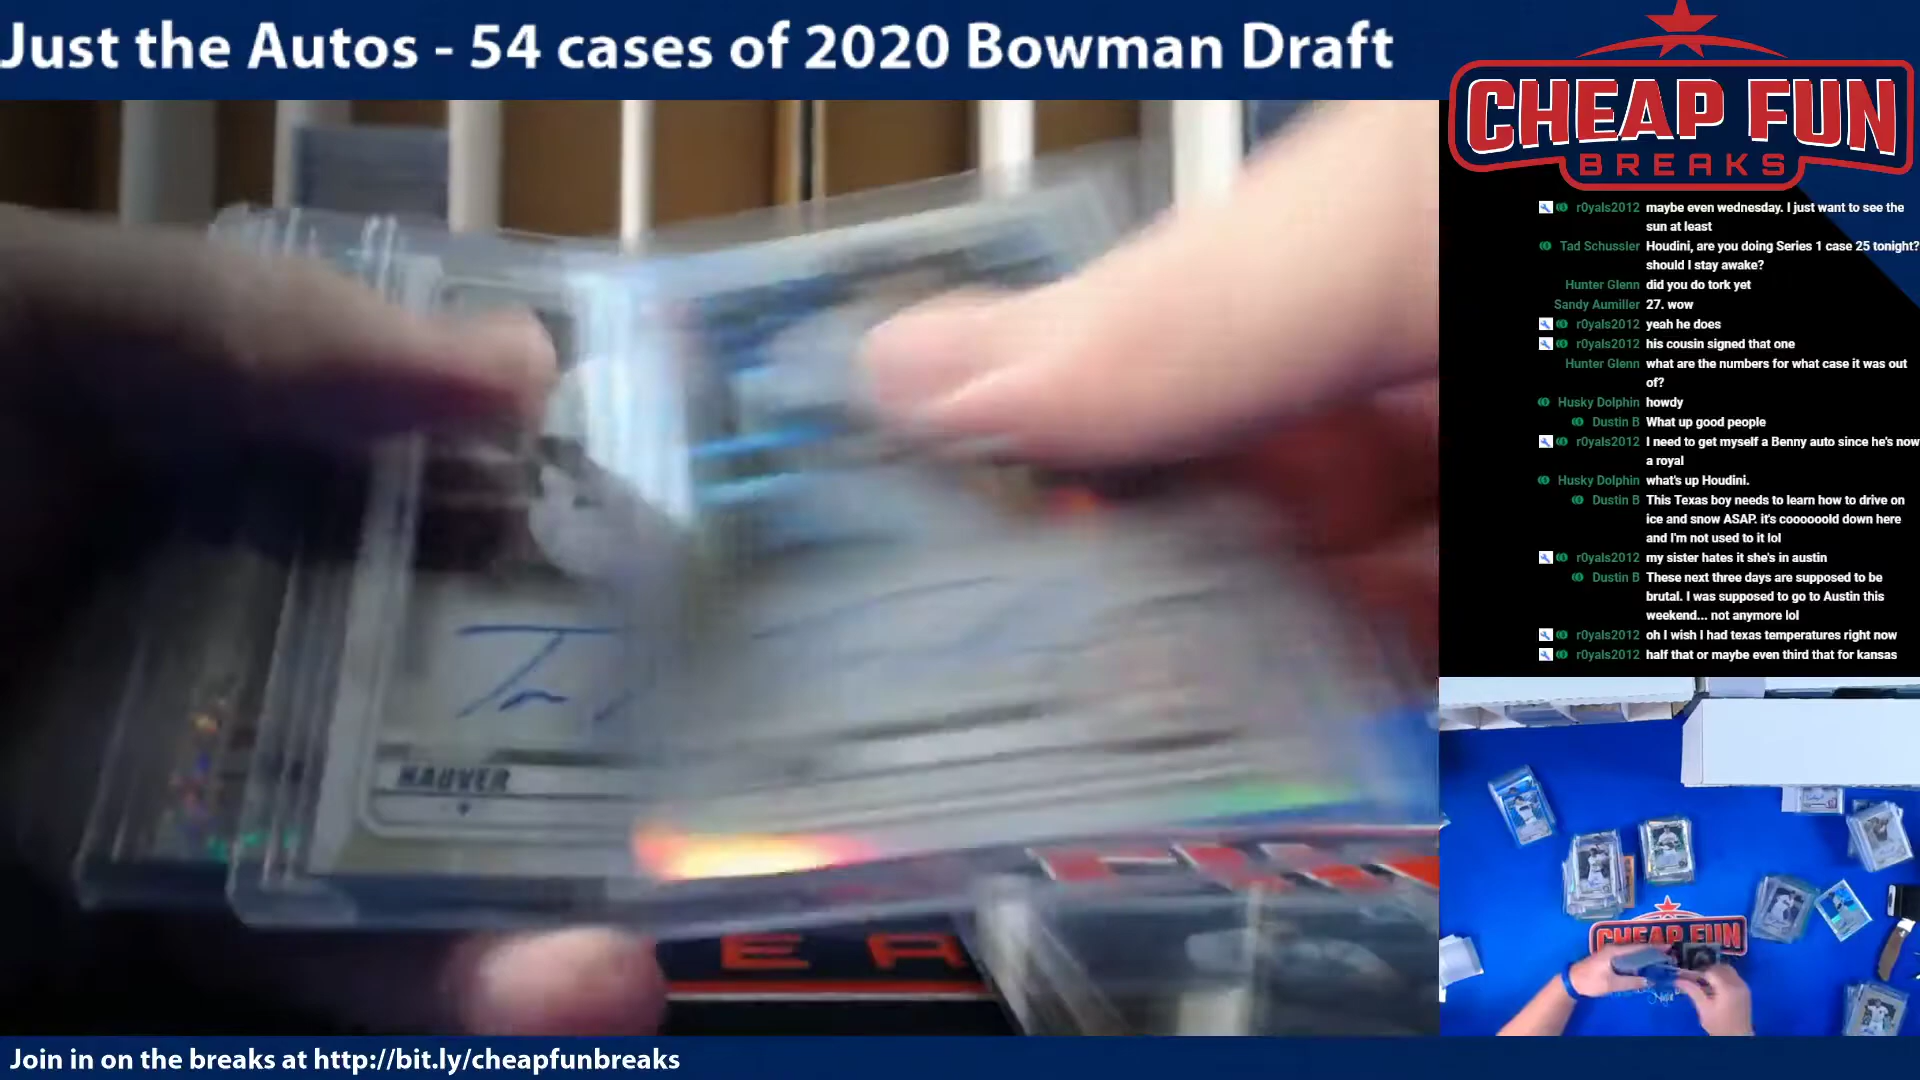 Just the Autos - 54 cases of 2020 Bowman Draft
CHEAP FUN
BREAKS
r0yals2012 maybe even wednesday. I just want to see the
sun at least
Tad Schussler Houdini, are you doing Series 1 case 25 tonight?
should I stay awake?
Hunter Glenn did you do tork yet
Sandy Aumiller 27. wow
r0yals2012 yeah he does
r0yals2012 his cousin signed that one
Hunter Glenn what are the numbers for what case it was out
of?
Husky Dolphin howdy
Dustin B What up good people
r0yals2012 I need to get myself a Benny auto since he's now
a royal
Husky Dolphin what's up Houdini.
Dustin B This Texas boy needs to learn how to drive on
ice and snow ASAP. it's cooooooold down here
and I'm not used to it lol
r0yals2012 my sister hates it she's in austin
Dustin B These next three days are supposed to be
brutal. I was supposed to go to Austin this
weekend... not anymore lol
r0yals2012 oh I wish I had texas temperatures right now
r0yals2012 half that or maybe even third that for kansas
HAUVER
E A
CHEAP FUN
Join in on the breaks at http://bit.ly/cheapfunbreaks